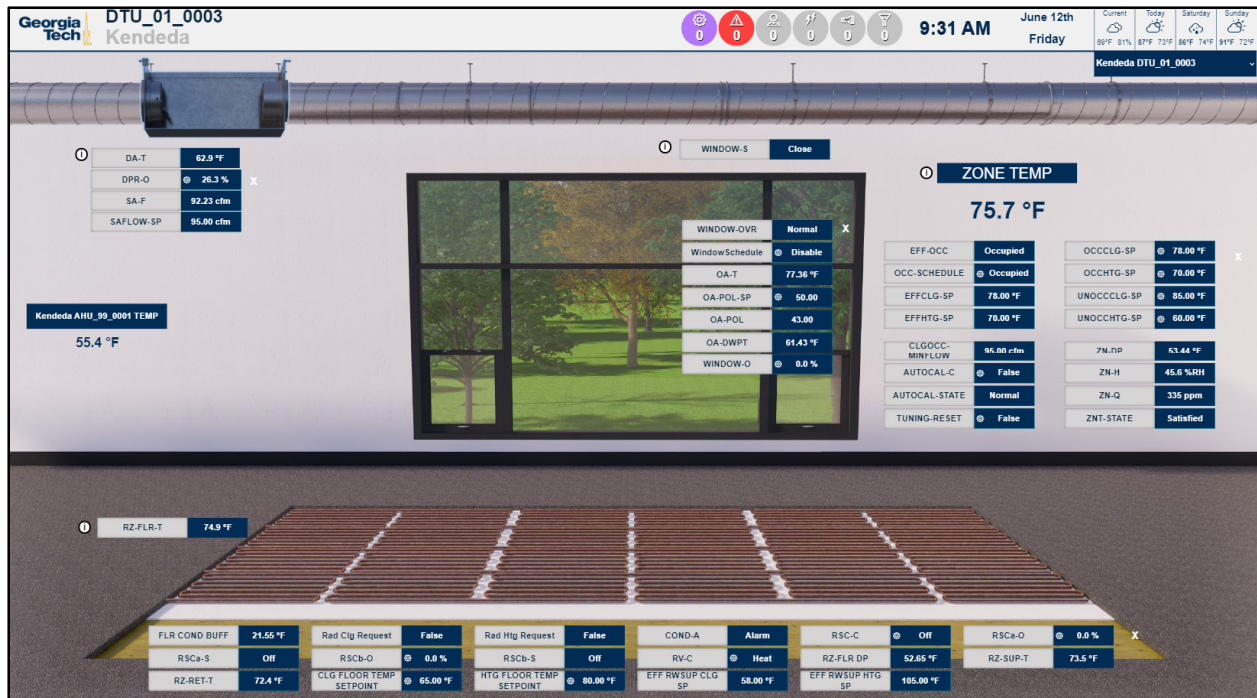 Georgia Tech
DTU_01_0003
Kendeda
0 0 0 0 0 0
9:31 AM
June 12th
Friday
Current Today Saturday Sunday
69°F 81% 87°F 73°F 86°F 74°F 91°F 72°F
Kendeda DTU_01_0003
DA-T 62.9 °F
DPR-O 26.3 % X
SA-F 92.23 cfm
SAFLOW-SP 95.00 cfm
Kendeda AHU_99_0001 TEMP
55.4 °F
WINDOW-S Close
WINDOW-OVR Normal X
WindowSchedule Disable
OA-T 77.36 °F
OA-POL-SP 50.00
OA-POL 43.00
OA-DWPT 61.43 °F
WINDOW-O 0.0 %
ZONE TEMP
75.7 °F
EFF-OCC Occupied
OCC-SCHEDULE Occupied
EFFCLG-SP 78.00 °F
EFFHTG-SP 70.00 °F
OCCCLG-SP 78.00 °F X
OCCHTG-SP 70.00 °F
UNOCCCLG-SP 85.00 °F
UNOCCHTG-SP 60.00 °F
CLGOCC-MINFLOW 95.00 cfm
AUTOCAL-C False
AUTOCAL-STATE Normal
TUNING-RESET False
ZN-DP 53.44 °F
ZN-H 45.6 %RH
ZN-Q 335 ppm
ZNT-STATE Satisfied
RZ-FLR-T 74.9 °F
FLR COND BUFF 21.55 °F Rad Clg Request False Rad Htg Request False COND-A Alarm RSC-C Off RSCa-O 0.0 % X
RSCa-S Off RSCb-O 0.0 % RSCb-S Off RV-C Heat RZ-FLR DP 52.65 °F RZ-SUP-T 73.5°F
RZ-RET-T 72.4 °F CLG FLOOR TEMP SETPOINT 65.00 °F HTG FLOOR TEMP SETPOINT 80.00 °F EFF RWSUP CLG SP 58.00 °F EFF RWSUP HTG SP 105.00 °F